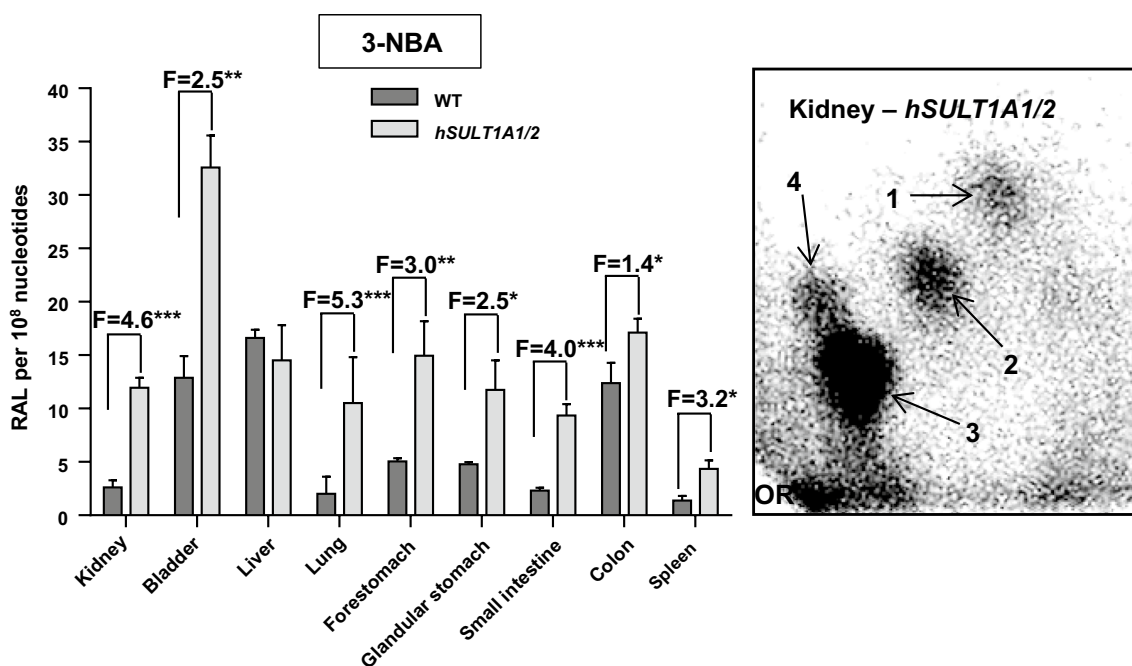 3-NBA
WT
hSULT1A1/2
RAL per 10⁸ nucleotides
40
35
30
25
20
15
10
5
0
F=4.6***
F=2.5**
F=5.3***
F=3.0**
F=2.5*
F=4.0***
F=1.4*
F=3.2*
Kidney
Bladder
Liver
Lung
Forestomach
Glandular stomach
Small intestine
Colon
Spleen
Kidney – hSULT1A1/2
4
1
2
3
OR